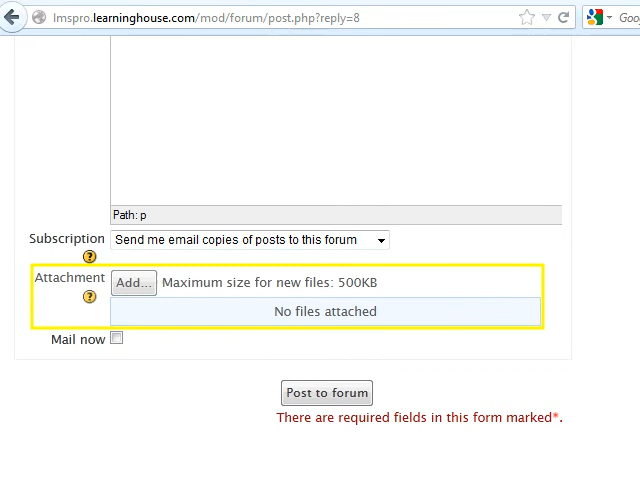 lmspro.learninghouse.com/mod/forum/post.php?reply=8
Goo
Path: p
Subscription Send me email copies of posts to this forum
?
Attachment Add... Maximum size for new files: 500KB
?
No files attached
Mail now
Post to forum
There are required fields in this form marked*.